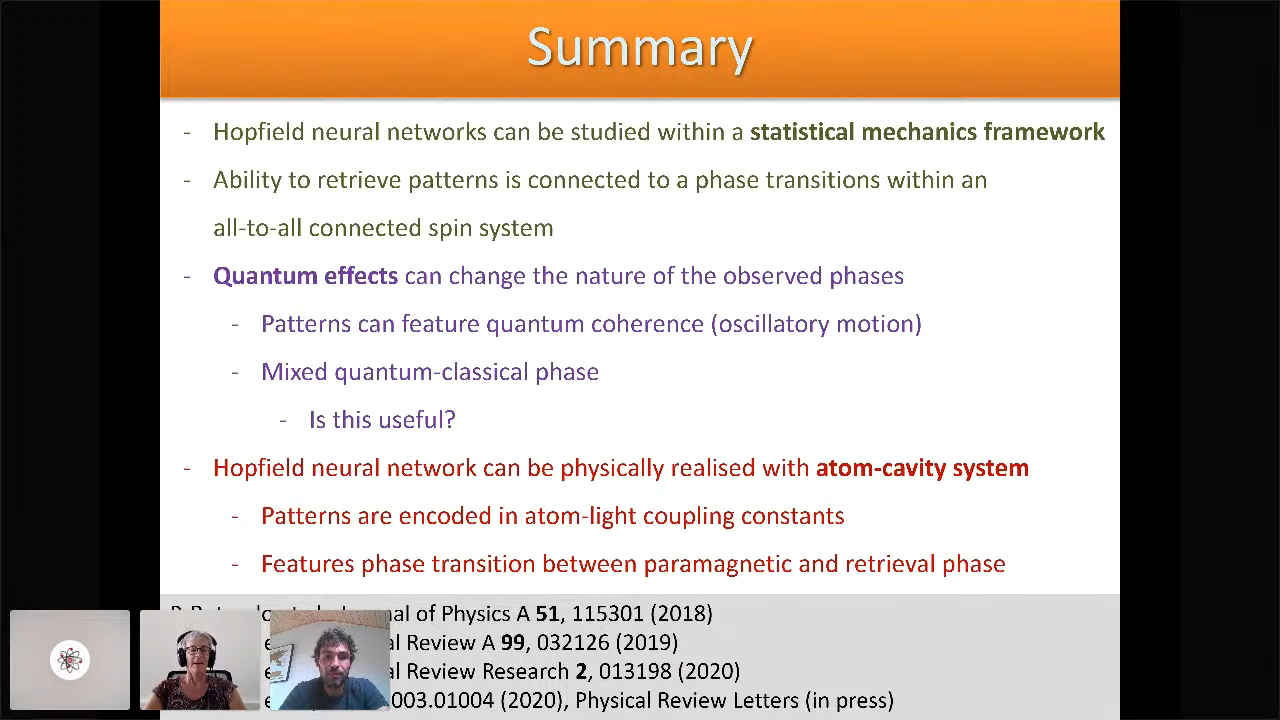 Summary
- Hopfield neural networks can be studied within a statistical mechanics framework
- Ability to retrieve patterns is connected to a phase transitions within an
all-to-all connected spin system
- Quantum effects can change the nature of the observed phases
- Patterns can feature quantum coherence (oscillatory motion)
- Mixed quantum-classical phase
- Is this useful?
- Hopfield neural network can be physically realised with atom-cavity system
- Patterns are encoded in atom-light coupling constants
- Features phase transition between paramagnetic and retrieval phase
of Physics A 51, 115301 (2018)
Review A 99, 032126 (2019)
Review Research 2, 013198 (2020)
003.01004 (2020), Physical Review Letters (in press)